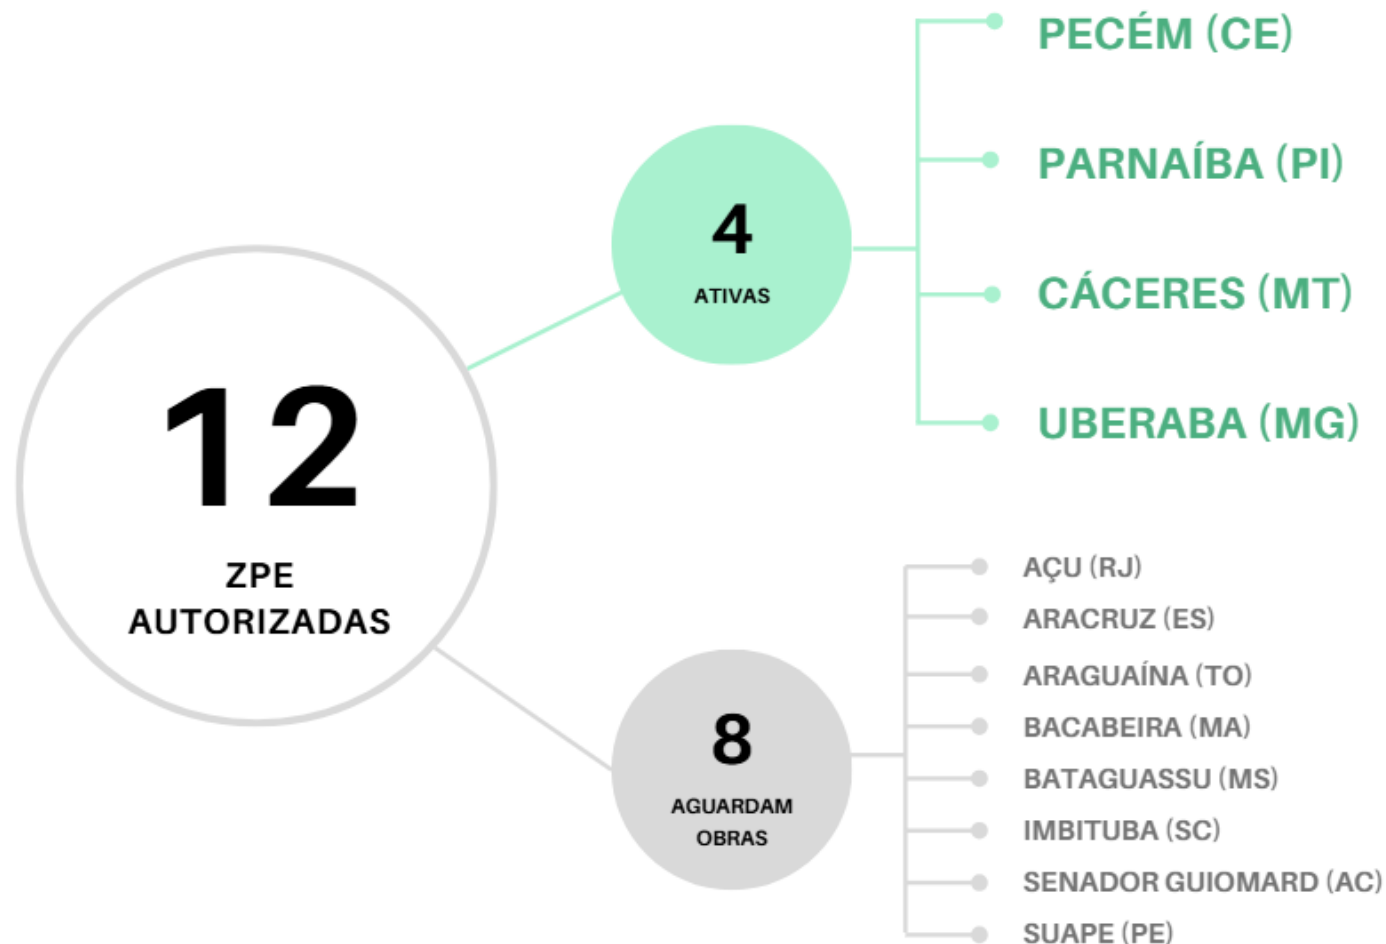 12
ZPE
AUTORIZADAS
4
ATIVAS
PECÉM (CE)
PARNAÍBA (PI)
CÁCERES (MT)
UBERABA (MG)
8
AGUARDAM
OBRAS
AÇU (RJ)
ARACRUZ (ES)
ARAGUAÍNA (TO)
BACABEIRA (MA)
BATAGUASSU (MS)
IMBITUBA (SC)
SENADOR GUIOMARD (AC)
SUAPE (PE)